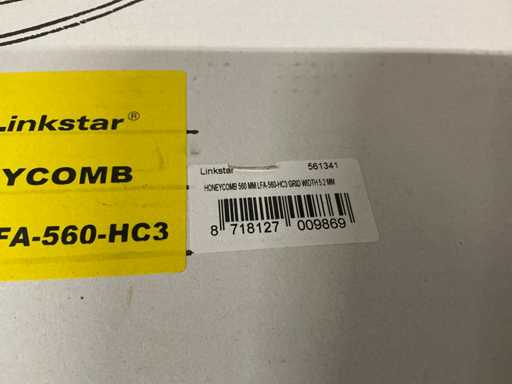 Linkstar®
YCOMB
FA-560-HC3
Linkstar 561341
HONEYCOMB 560 MM LFA-560-HC3 GRID WIDTH 5.2 MM
8 718127 009869